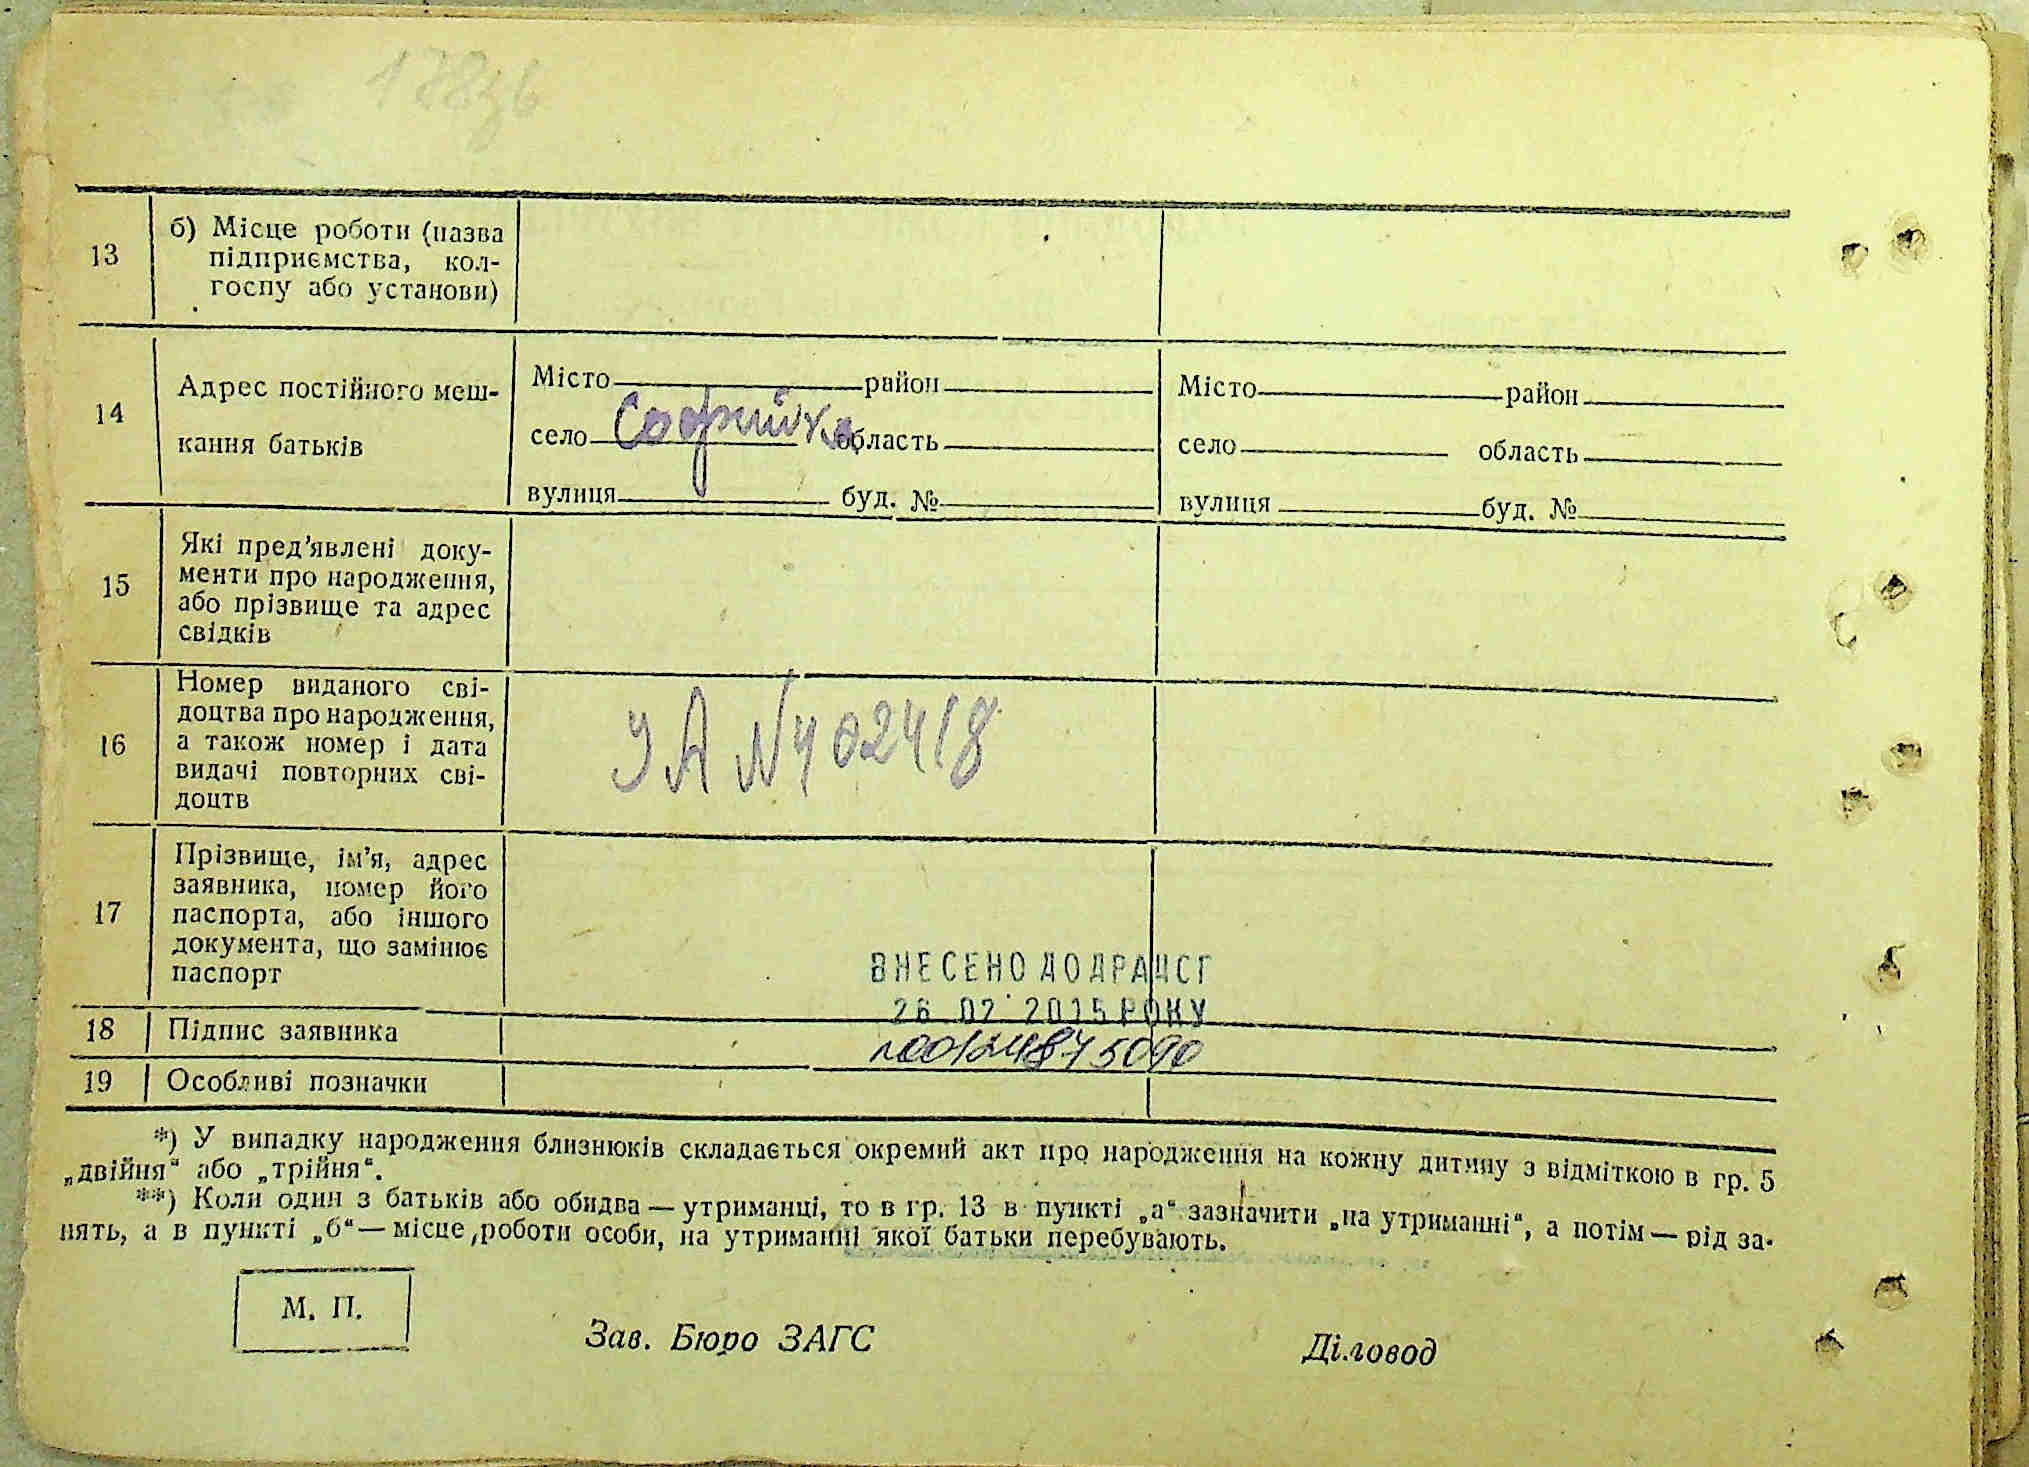 178зв
13
б) Місце роботи (назва
підприємства, кол-
госпу або установи)
14
Адрес постійного меш-
кання батьків
Місто район
село Софиївка область
вулиця буд. №
Місто район
село область
вулиця буд. №
15
Які пред’явлені доку-
менти про народження,
або прізвище та адрес
свідків
16
Номер виданого сві-
доцтва про народження,
а також номер і дата
видачі повторних сві-
доцтв
УА № 402418
17
Прізвище, ім’я, адрес
заявника, номер його
паспорта, або іншого
документа, що замінює
паспорт
ВНЕСЕНО ДО ДРАЦСГ
26 02 2015 РОКУ
18 Підпис заявника
19 Особливі позначки
*) У випадку народження близнюків складається окремий акт про народження на кожну дитину з відміткою в гр. 5
„двійня“ або „трійня“.
**) Коли один з батьків або обидва — утриманці, то в гр. 13 в пункті „а“ зазначити „на утриманні“, а потім — рід за-
нять, а в пункті „б“ — місце роботи особи, на утриманні якої батьки перебувають.
М. П.
Зав. Бюро ЗАГС
Діловод